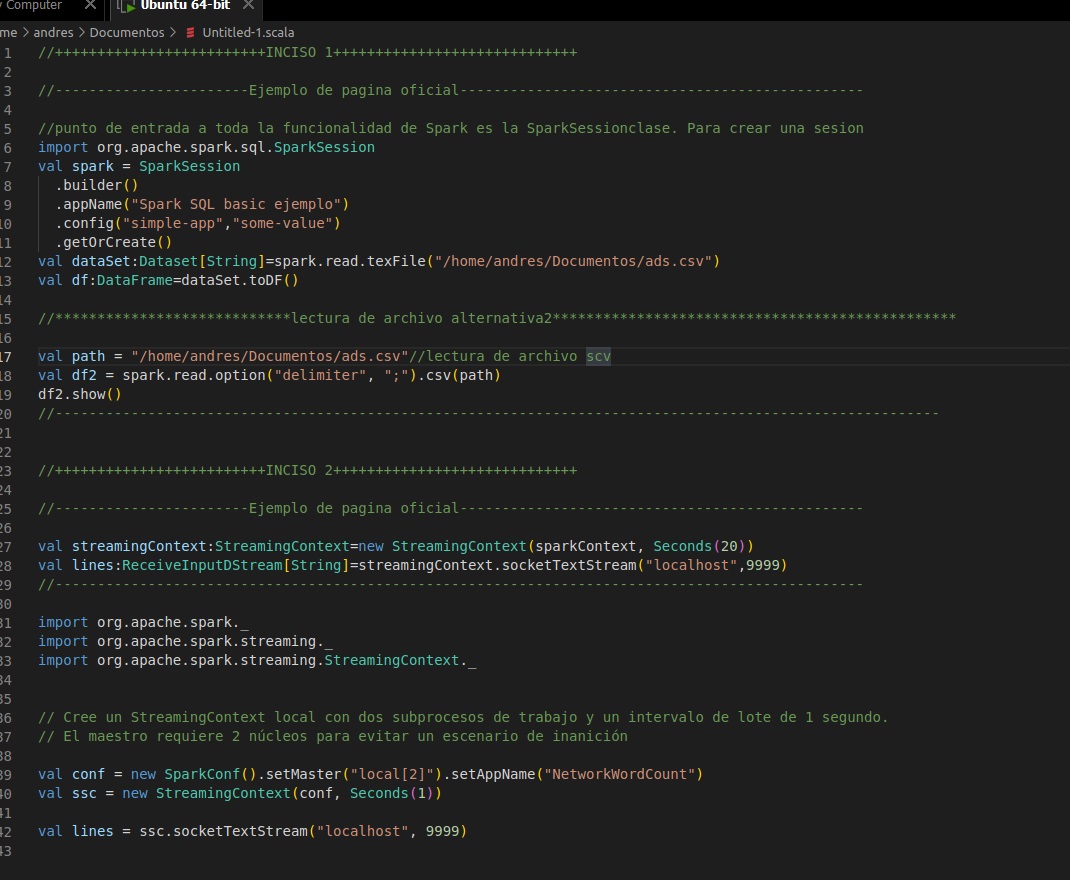 Computer
Ubuntu 64-bit
me > andres > Documentos > Untitled-1.scala
1 //+++++++++++++++++++++++++INCISO 1+++++++++++++++++++++++++++++
2
3 //-----------------------Ejemplo de pagina oficial------------------------------------------------
4
5 //punto de entrada a toda la funcionalidad de Spark es la SparkSessionclase. Para crear una sesion
6 import org.apache.spark.sql.SparkSession
7 val spark = SparkSession
8 .builder()
9 .appName("Spark SQL basic ejemplo")
10 .config("simple-app","some-value")
11 .getOrCreate()
12 val dataSet:Dataset[String]=spark.read.texFile("/home/andres/Documentos/ads.csv")
13 val df:DataFrame=dataSet.toDF()
14
15 //****************************lectura de archivo alternativa2************************************************
16
17 val path = "/home/andres/Documentos/ads.csv"//lectura de archivo scv
18 val df2 = spark.read.option("delimiter", ";").csv(path)
19 df2.show()
20 //---------------------------------------------------------------------------------------------------------
21
22
23 //+++++++++++++++++++++++++INCISO 2+++++++++++++++++++++++++++++
24
25 //-----------------------Ejemplo de pagina oficial------------------------------------------------
26
27 val streamingContext:StreamingContext=new StreamingContext(sparkContext, Seconds(20))
28 val lines:ReceiveInputDStream[String]=streamingContext.socketTextStream("localhost",9999)
29 //------------------------------------------------------------------------------------------------
30
31 import org.apache.spark._
32 import org.apache.spark.streaming._
33 import org.apache.spark.streaming.StreamingContext._
34
35
36 // Cree un StreamingContext local con dos subprocesos de trabajo y un intervalo de lote de 1 segundo.
37 // El maestro requiere 2 núcleos para evitar un escenario de inanición
38
39 val conf = new SparkConf().setMaster("local[2]").setAppName("NetworkWordCount")
40 val ssc = new StreamingContext(conf, Seconds(1))
41
42 val lines = ssc.socketTextStream("localhost", 9999)
43